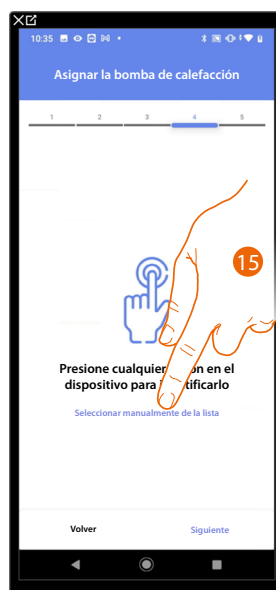 10:35
Asignar la bomba de calefacción
1 2 3 4 5
15
Presione cualquier en el
dispositivo para
Seleccionar manualmente de la lista
Volver Siguiente